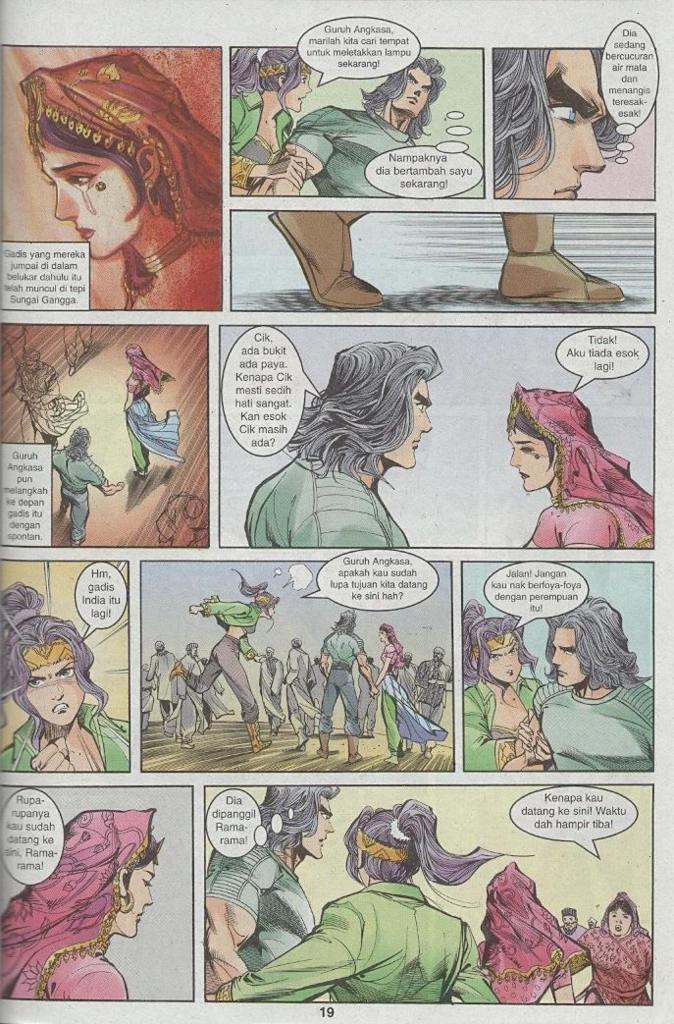 Gadis yang mereka
jumpai di dalam
belukar dahulu itu
telah muncul di tepi
Sungai Gangga.
Guruh Angkasa,
marilah kita cari tempat
untuk meletakkan lampu
sekarang!
Nampaknya
dia bertambah sayu
sekarang!
Dia
sedang
bercucuran
air mata
dan
menangis
teresak-
esak!
Guruh
Angkasa
pun
melangkah
ke depan
gadis itu
dengan
spontan.
Cik,
ada bukit
ada paya.
Kenapa Cik
mesti sedih
hati sangat.
Kan esok
Cik masih
ada?
Tidak!
Aku tiada esok
lagi!
Hm,
gadis
India itu
lagi!
Guruh Angkasa,
apakah kau sudah
lupa tujuan kita datang
ke sini hah?
Jalan! Jangan
kau nak berfoya-foya
dengan perempuan
itu!
Rupa-
rupanya
kau sudah
datang ke
sini, Rama-
rama!
Dia
dipanggil
Rama-
rama!
Kenapa kau
datang ke sini! Waktu
dah hampir tiba!
19